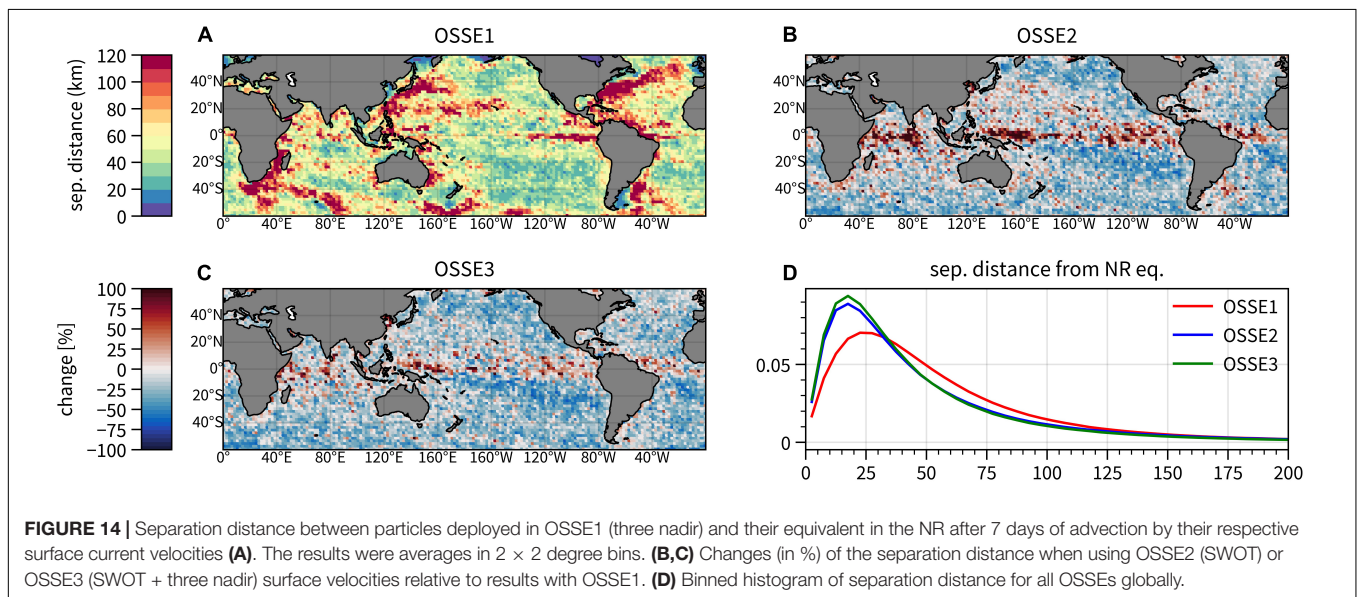 A OSSE1
120
100
80
60
40
20
0
sep. distance (km)
40°N
20°N
0°
20°S
40°S
0° 40°E 80°E 120°E 160°E 160°W 120°W 80°W 40°W
B OSSE2
40°N
20°N
0°
20°S
40°S
0° 40°E 80°E 120°E 160°E 160°W 120°W 80°W 40°W
C OSSE3
100
75
50
25
0
−25
−50
−75
−100
change [%]
40°N
20°N
0°
20°S
40°S
0° 40°E 80°E 120°E 160°E 160°W 120°W 80°W 40°W
D sep. distance from NR eq.
OSSE1
OSSE2
OSSE3
0.05
0
0 25 50 75 100 125 150 175 200
FIGURE 14 | Separation distance between particles deployed in OSSE1 (three nadir) and their equivalent in the NR after 7 days of advection by their respective
surface current velocities (A). The results were averages in 2 × 2 degree bins. (B,C) Changes (in %) of the separation distance when using OSSE2 (SWOT) or
OSSE3 (SWOT + three nadir) surface velocities relative to results with OSSE1. (D) Binned histogram of separation distance for all OSSEs globally.